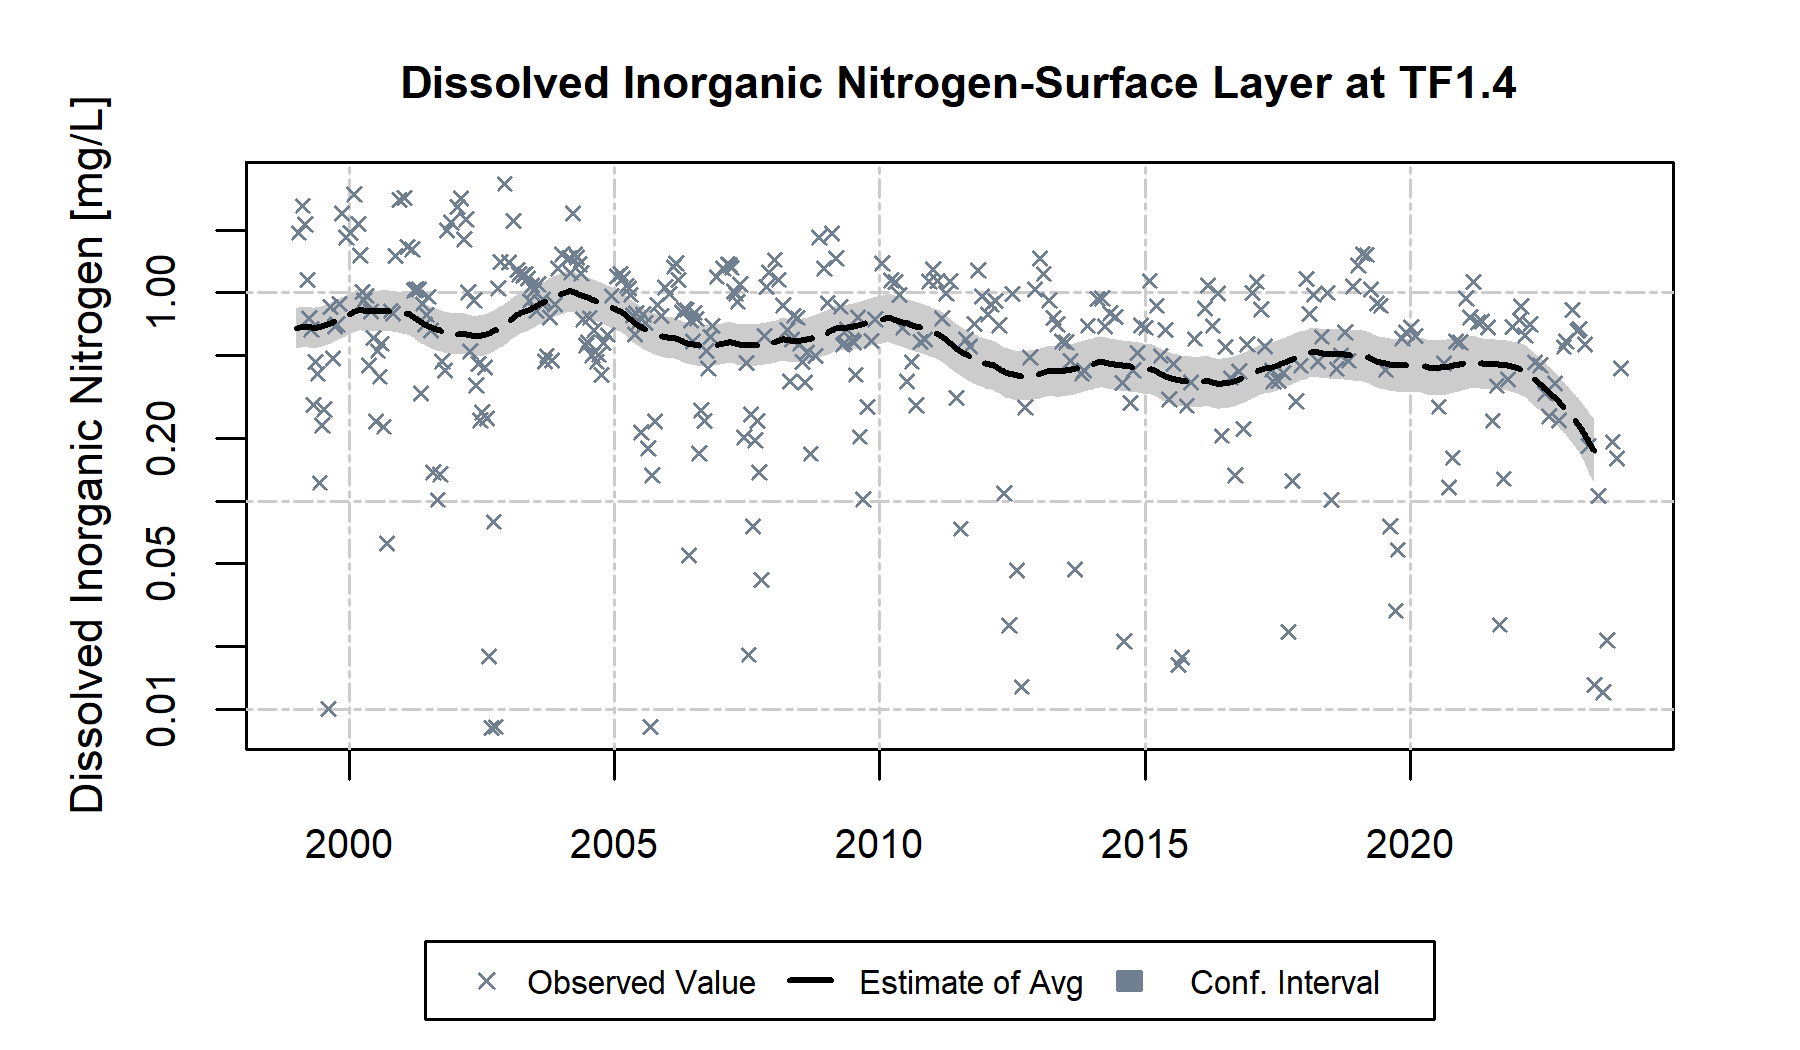 Dissolved Inorganic Nitrogen-Surface Layer at TF1.4
Dissolved Inorganic Nitrogen [mg/L]
1.00
0.20
0.05
0.01
2000 2005 2010 2015 2020
Observed Value Estimate of Avg Conf. Interval